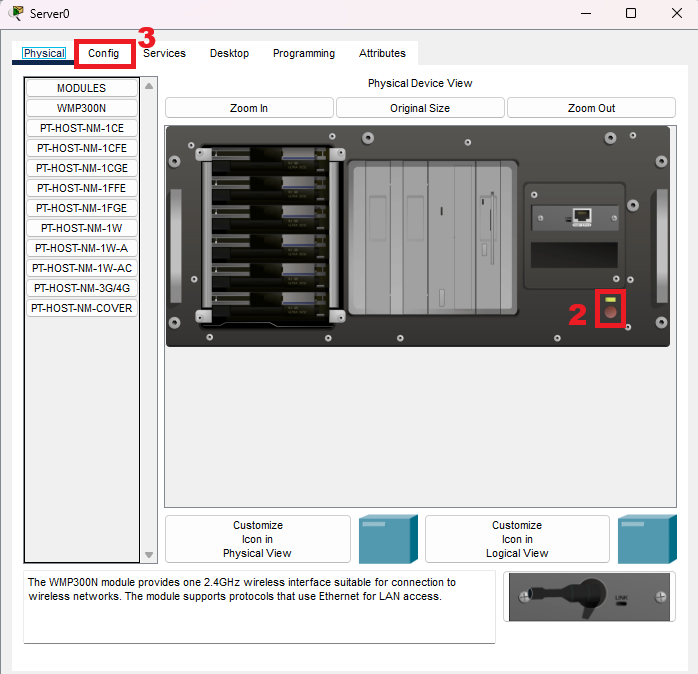 Server0
3
Physical Config Services Desktop Programming Attributes
MODULES
WMP300N
PT-HOST-NM-1CE
PT-HOST-NM-1CFE
PT-HOST-NM-1CGE
PT-HOST-NM-1FFE
PT-HOST-NM-1FGE
PT-HOST-NM-1W
PT-HOST-NM-1W-A
PT-HOST-NM-1W-AC
PT-HOST-NM-3G/4G
PT-HOST-NM-COVER
Physical Device View
Zoom In Original Size Zoom Out
2
Customize
Icon in
Physical View
Customize
Icon in
Logical View
The WMP300N module provides one 2.4GHz wireless interface suitable for connection to
wireless networks. The module supports protocols that use Ethernet for LAN access.
LINK